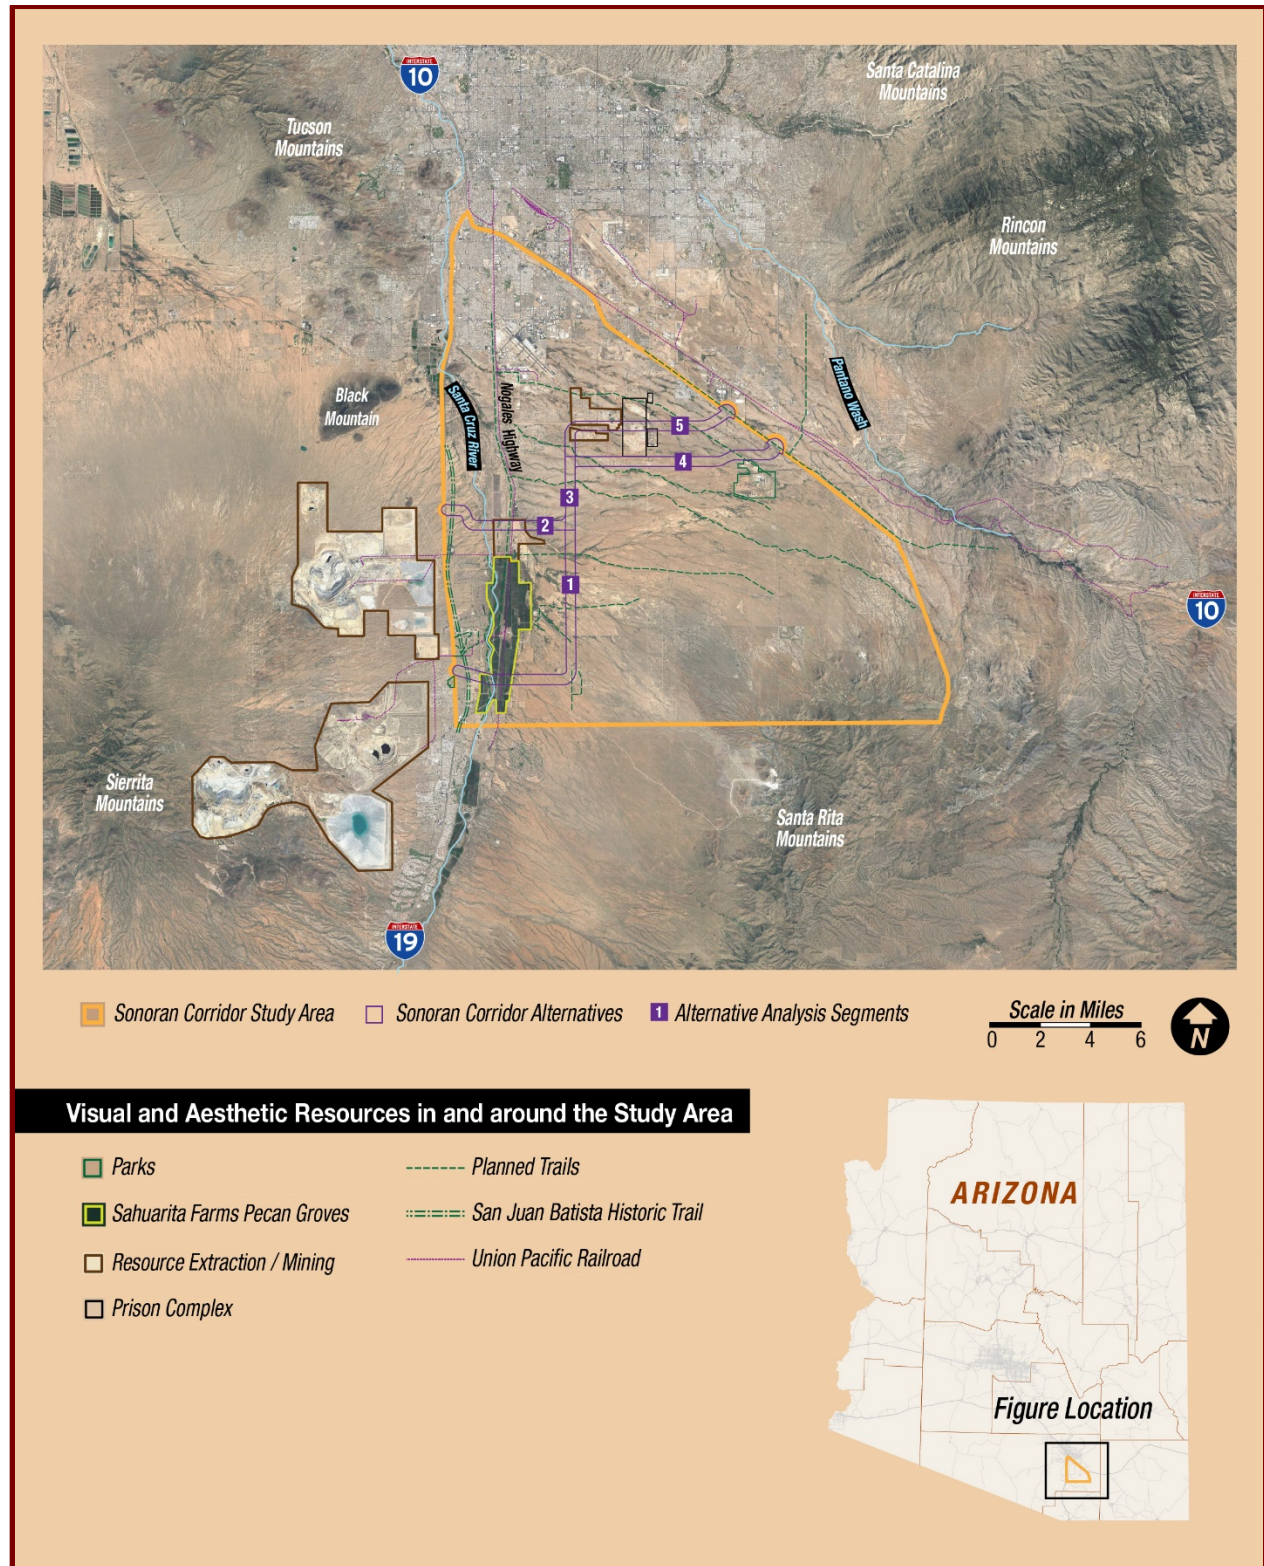 INTERSTATE
10
Santa Catalina
Mountains
Tucson
Mountains
Rincon
Mountains
Black
Mountain
Santa Cruz River
Nogales Highway
Pantano Wash
5
4
3
2
1
INTERSTATE
10
Sierrita
Mountains
Santa Rita
Mountains
INTERSTATE
19
Sonoran Corridor Study Area
Sonoran Corridor Alternatives
1 Alternative Analysis Segments
Scale in Miles
0 2 4 6
N
Visual and Aesthetic Resources in and around the Study Area
Parks
Planned Trails
Sahuarita Farms Pecan Groves
San Juan Batista Historic Trail
Resource Extraction / Mining
Union Pacific Railroad
Prison Complex
ARIZONA
Figure Location